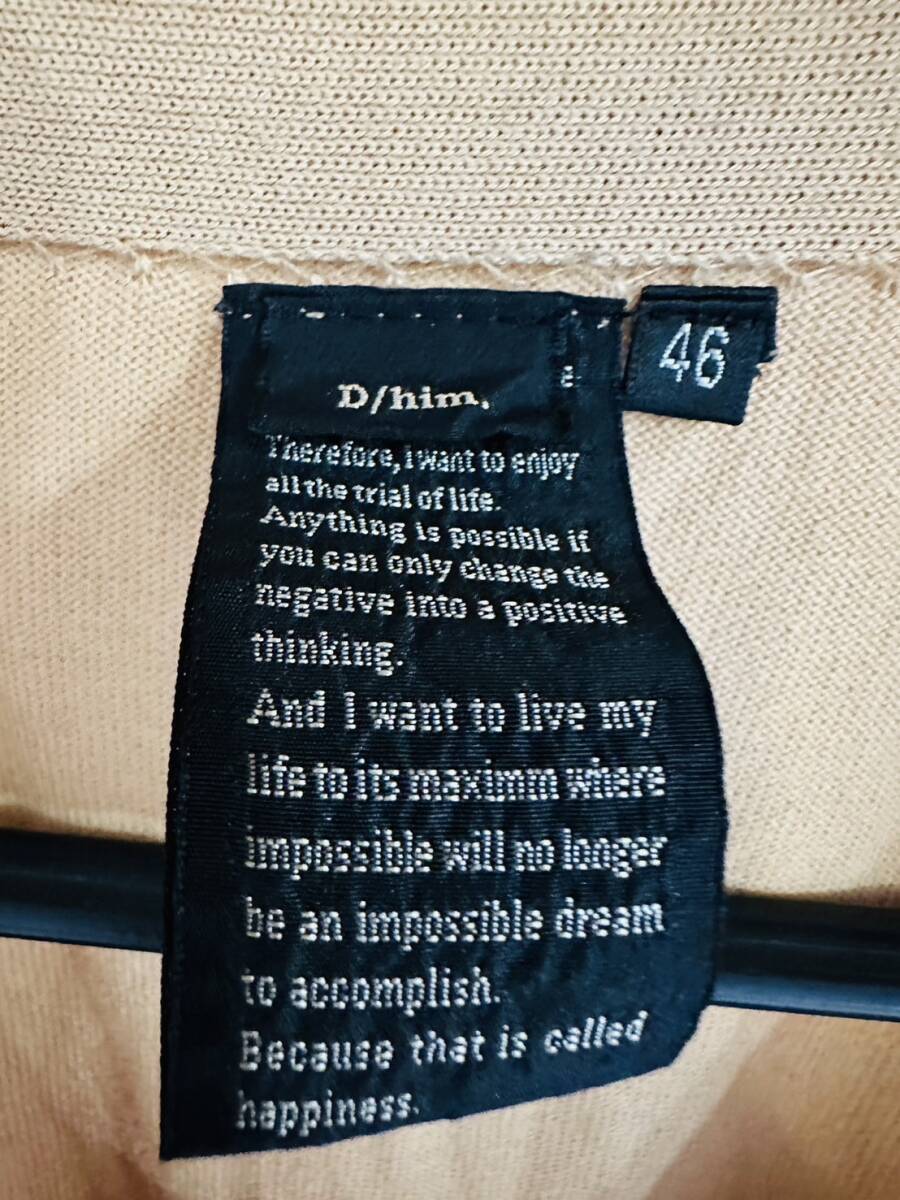 D/him.
46
Therefore, I want to enjoy
all the trial of life.
Anything is possible if
you can only change the
negative into a positive
thinking.
And I want to live my
life to its maximm where
impossible will no longer
be an impossible dream
to accomplish.
Because that is called
happiness.